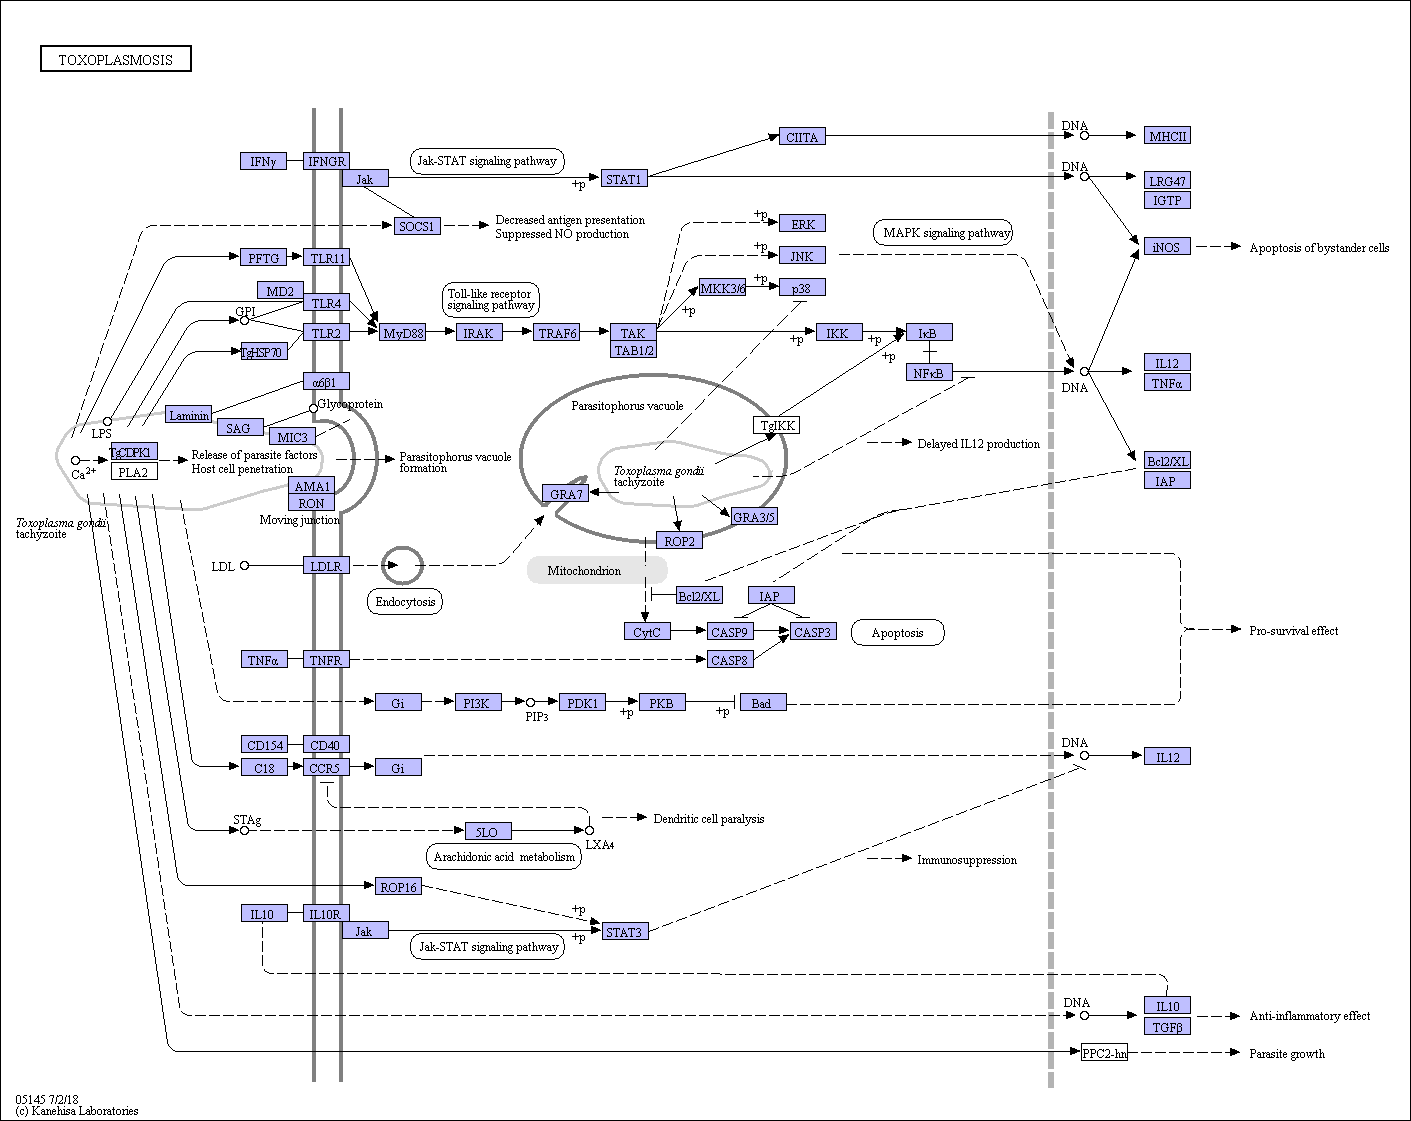 TOXOPLASMOSIS
DNA
CIITA
MHCII
IFNγ
IFNGR
Jak-STAT signaling pathway
DNA
Jak
+p
STAT1
LRG47
IGTP
SOCS1
Decreased antigen presentation
Suppressed NO production
+p
ERK
MAPK signaling pathway
iNOS
Apoptosis of bystander cells
PFTG
TLR11
+p
JNK
MD2
TLR4
Toll-like receptor
signaling pathway
MKK3/6
+p
p38
GPI
+p
TLR2
MyD88
IRAK
TRAF6
TAK
TAB1/2
+p
IKK
+p
IκB
+p
TgHSP70
NFκB
DNA
IL12
TNFα
α6β1
Glycoprotein
Laminin
SAG
MIC3
LPS
Parasitophorus vacuole
TgIKK
Delayed IL12 production
TgCDPK1
PLA2
Ca2+
Release of parasite factors
Host cell penetration
Parasitophorus vacuole
formation
Toxoplasma gondii
tachyzoite
Bcl2/XL
IAP
AMA1
RON
Moving junction
GRA7
GRA3/5
ROP2
Toxoplasma gondii
tachyzoite
LDL
LDLR
Endocytosis
Mitochondrion
Bcl2/XL
IAP
CytC
CASP9
CASP3
Apoptosis
Pro-survival effect
TNFα
TNFR
CASP8
Gi
PI3K
PIP3
PDK1
+p
PKB
+p
Bad
CD154
CD40
DNA
C18
CCR5
Gi
IL12
STAg
5LO
LXA4
Dendritic cell paralysis
Arachidonic acid metabolism
Immunosuppression
ROP16
+p
IL10
IL10R
Jak
+p
STAT3
Jak-STAT signaling pathway
DNA
IL10
TGFβ
Anti-inflammatory effect
PPC2-hn
Parasite growth
05145 7/2/18
(c) Kanehisa Laboratories